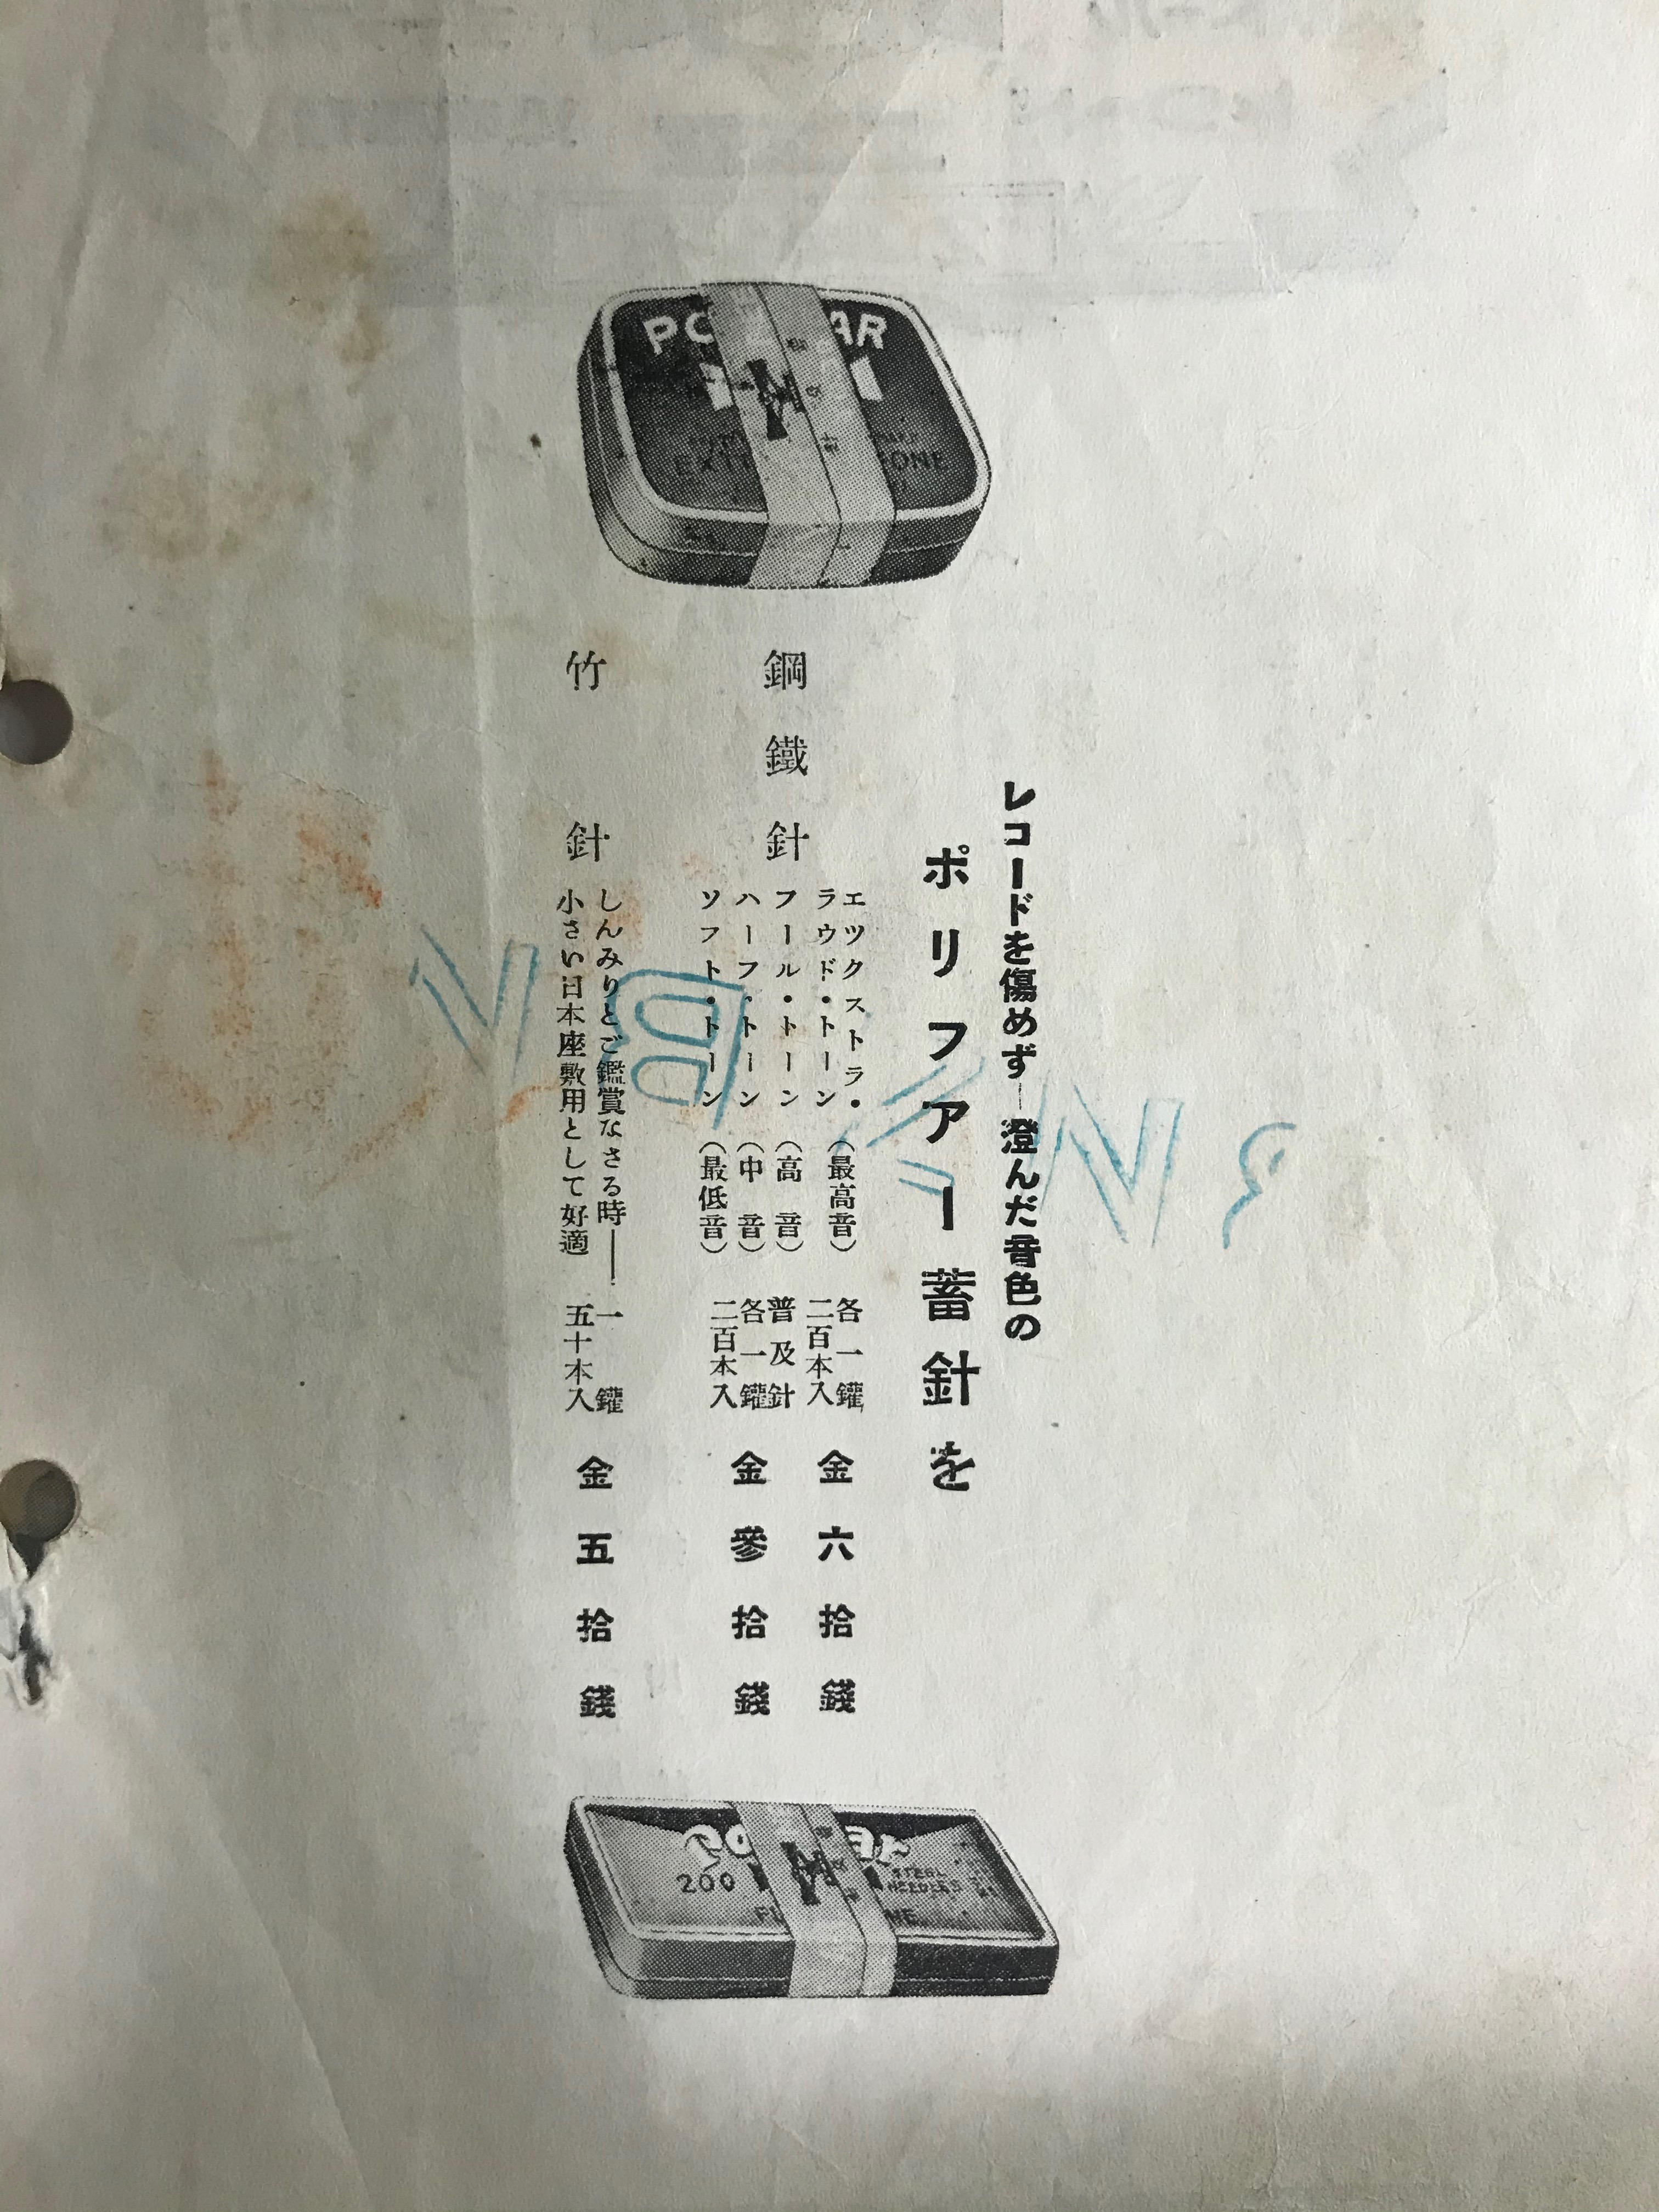 レコードを傷めず―澄んだ音色の
ポリフアー蓄針を
鋼鐵針
エツクストラ・
ラウド・トーン
(最高音)
フール・トーン
(高音)
ハーフ・トーン
(中音)
ソフト・トーン
(最低音)
各一鑵
二百本入
金六拾錢
普及針
各一鑵
二百本入
金參拾錢
竹針
しんみりとご鑑賞なさる時――
小さい日本座敷用として好適
一鑵
五十本入
金五拾錢
200
STEEL
NEEDLES